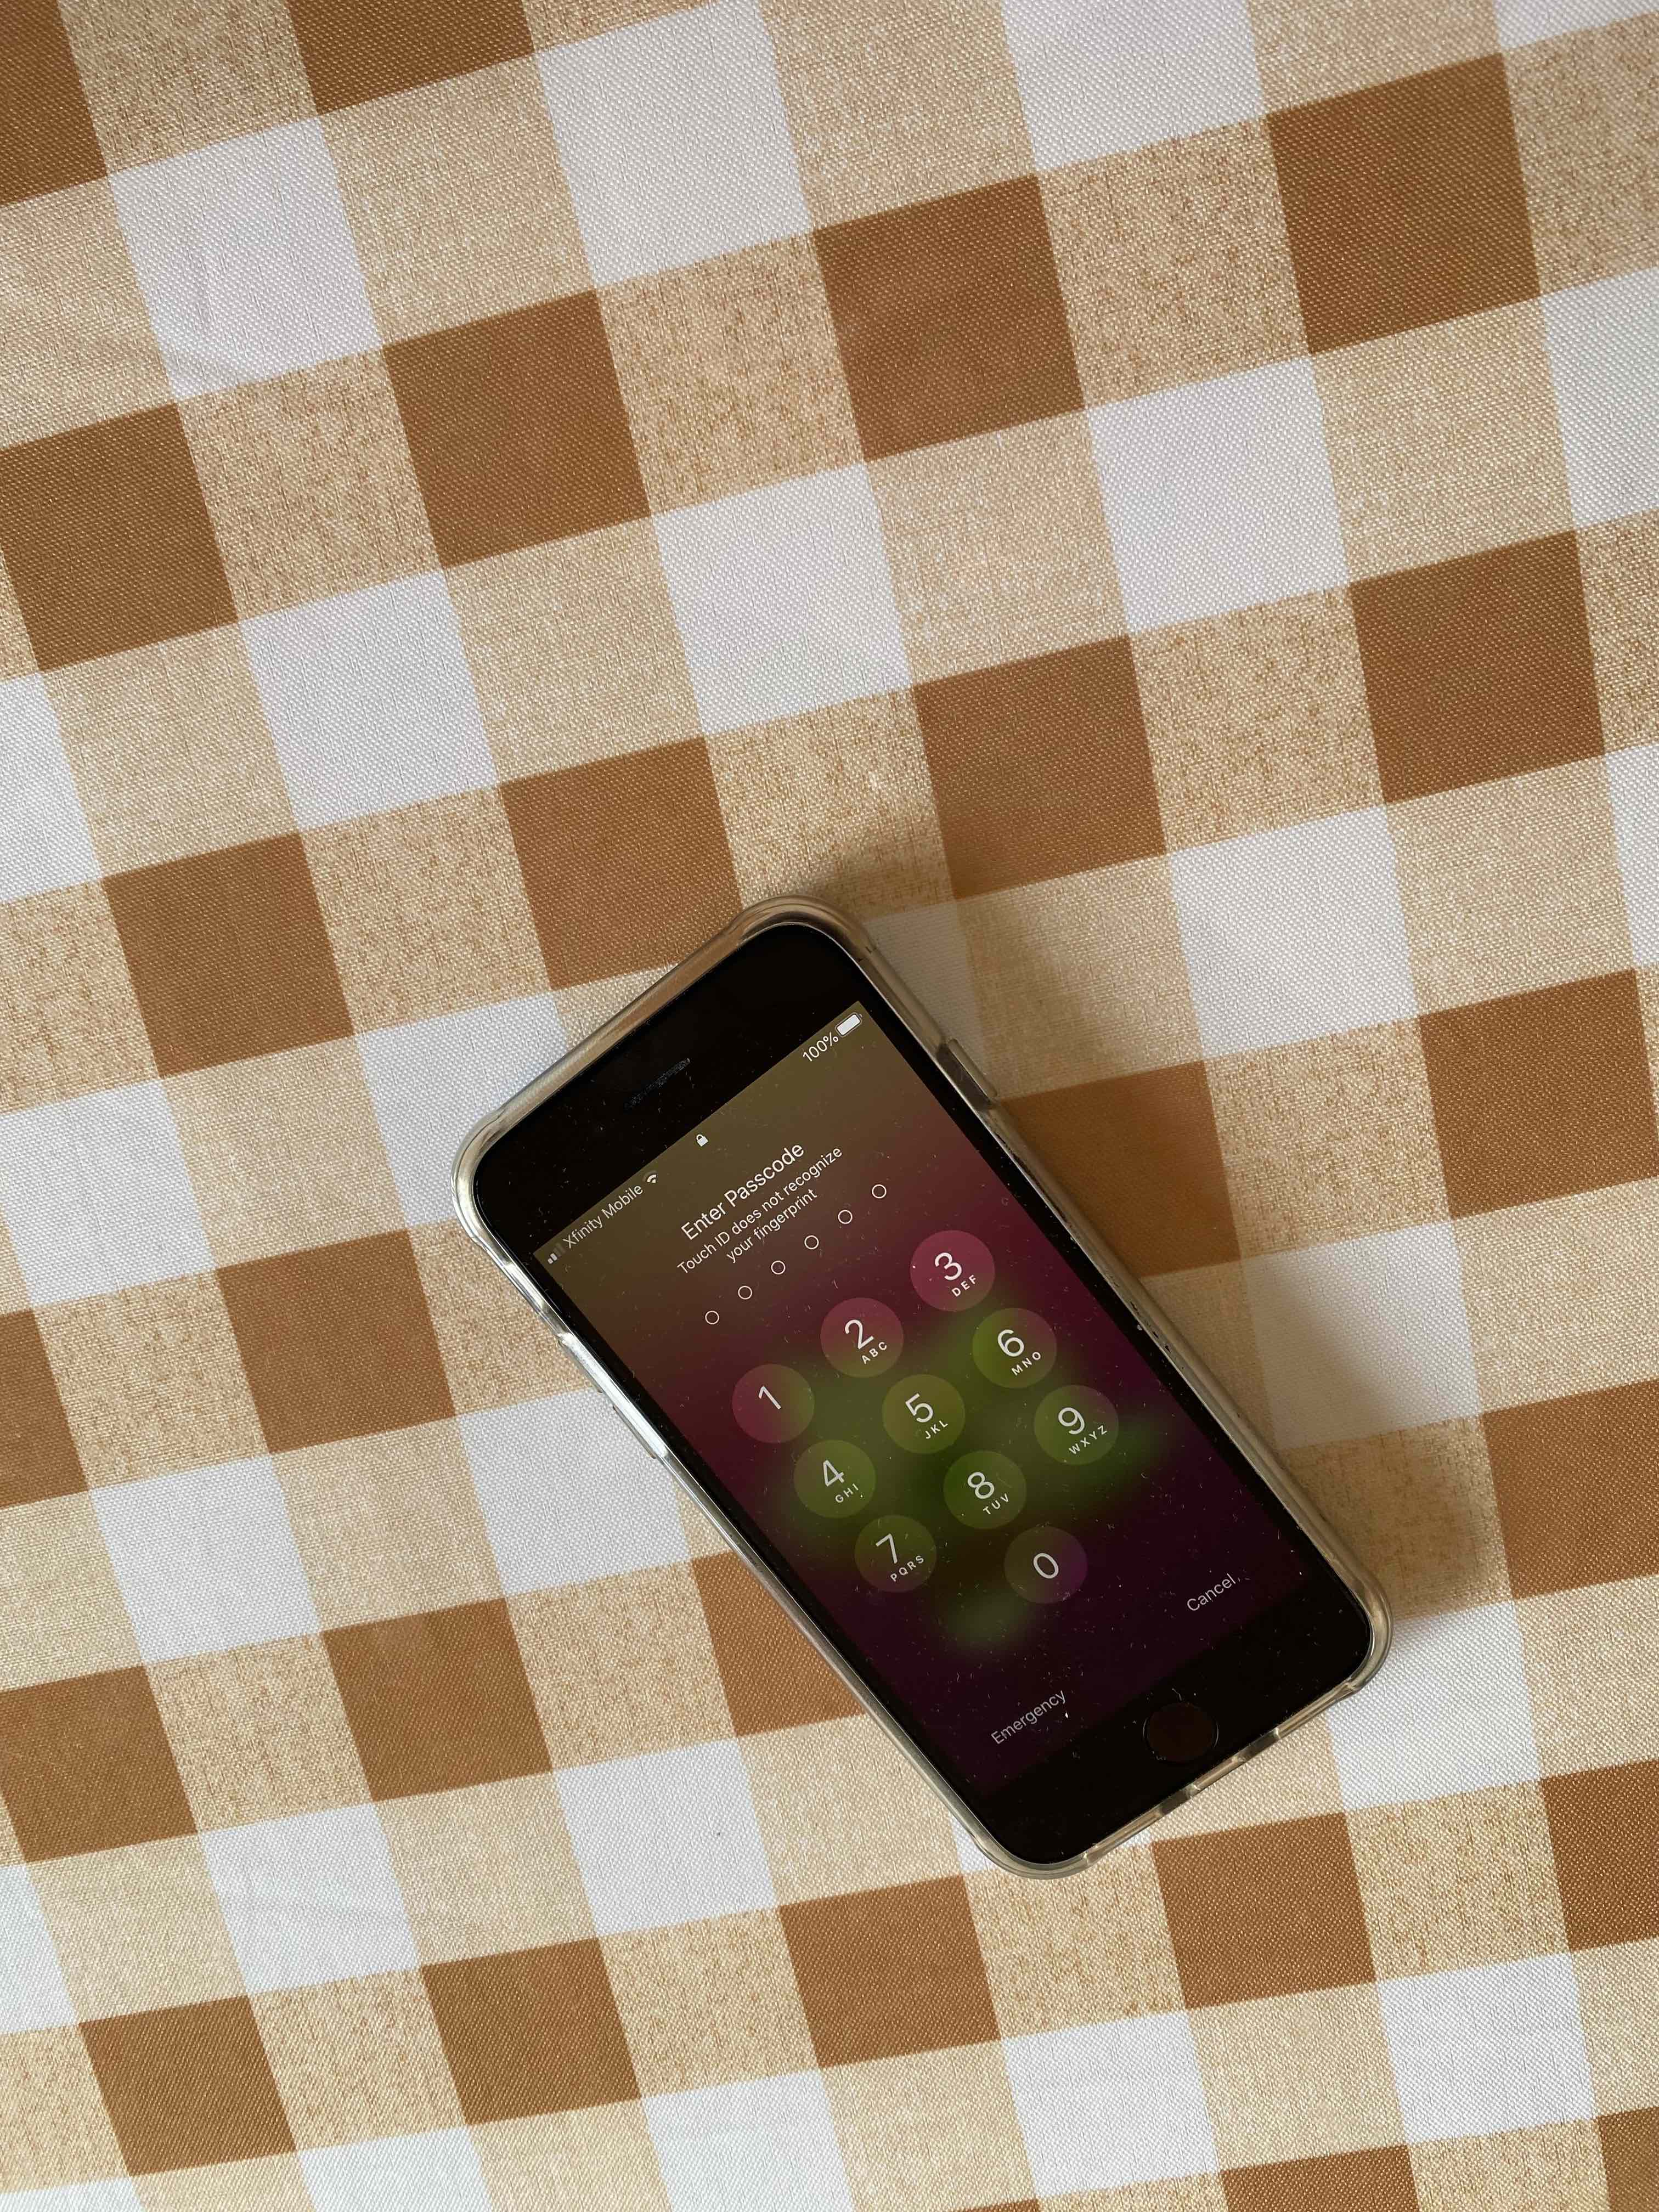 Xfinity Mobile
100%
Enter Passcode
Touch ID does not recognize
your fingerprint
1
2
ABC
3
DEF
4
GHI
5
JKL
6
MNO
7
PQRS
8
TUV
9
WXYZ
0
Emergency
Cancel